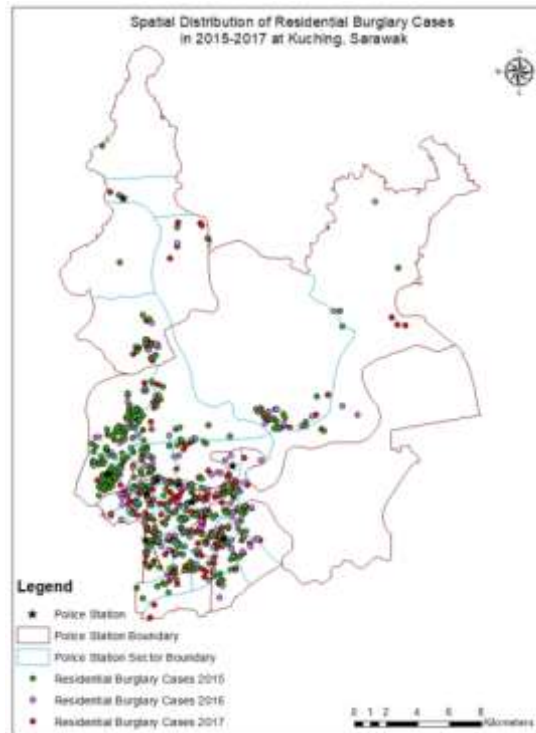 Spatial Distribution of Residential Burglary Cases
in 2015-2017 at Kuching, Sarawak
N
Legend
Police Station
Police Station Boundary
Police Station Sector Boundary
Residential Burglary Cases 2015
Residential Burglary Cases 2016
Residential Burglary Cases 2017
0 1 2 4 6 8
Kilometers